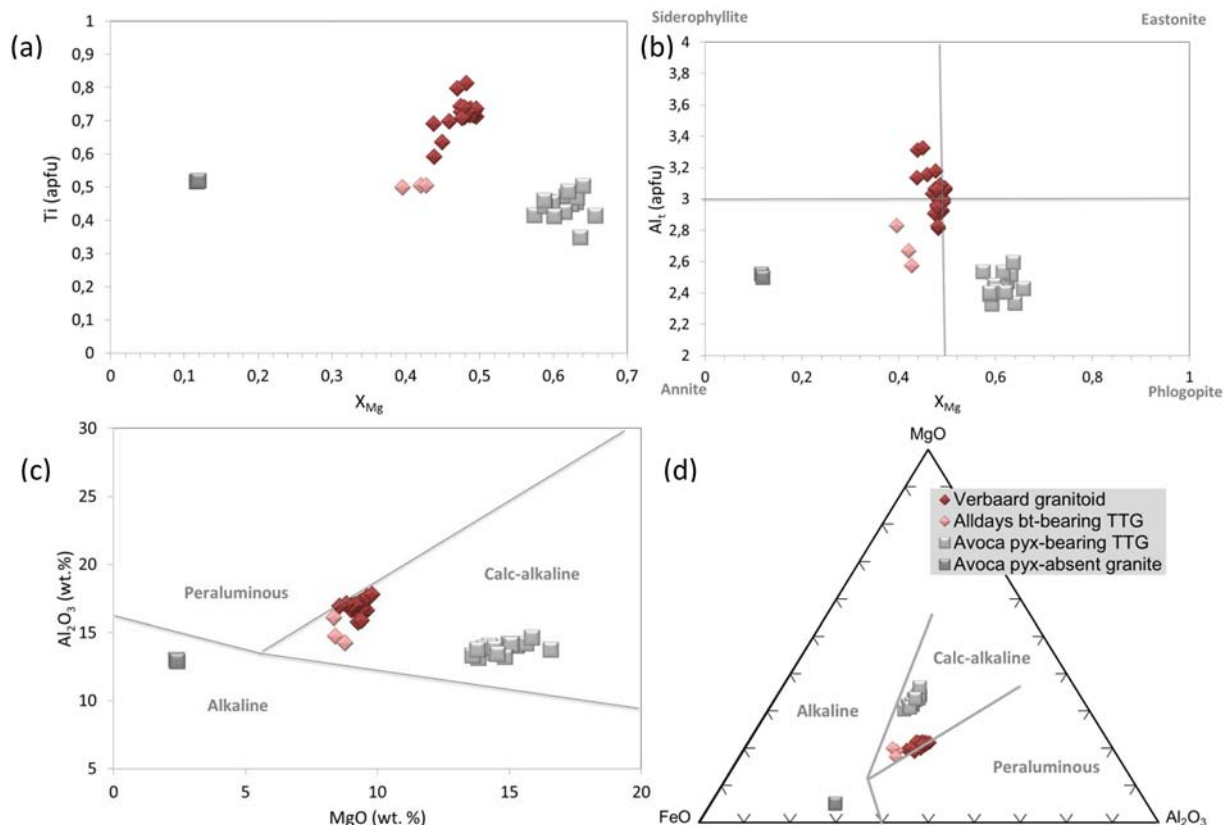 Siderophyllite
Eastonite
(a)
1
0,9
0,8
0,7
0,6
0,5
0,4
0,3
0,2
0,1
0
Ti (apfu)
0
0,1
0,2
0,3
0,4
0,5
0,6
0,7
XMg
(b)
4
3,8
3,6
3,4
3,2
3
2,8
2,6
2,4
2,2
2
Alt (apfu)
0
0,2
0,4
0,6
0,8
1
Annite
XMg
Phlogopite
(c)
30
25
20
15
10
5
Al2O3 (wt.%)
Peraluminous
Calc-alkaline
Alkaline
0
5
10
15
20
MgO (wt. %)
(d)
MgO
Verbaard granitoid
Alldays bt-bearing TTG
Avoca pyx-bearing TTG
Avoca pyx-absent granite
Calc-alkaline
Alkaline
Peraluminous
FeO
Al2O3